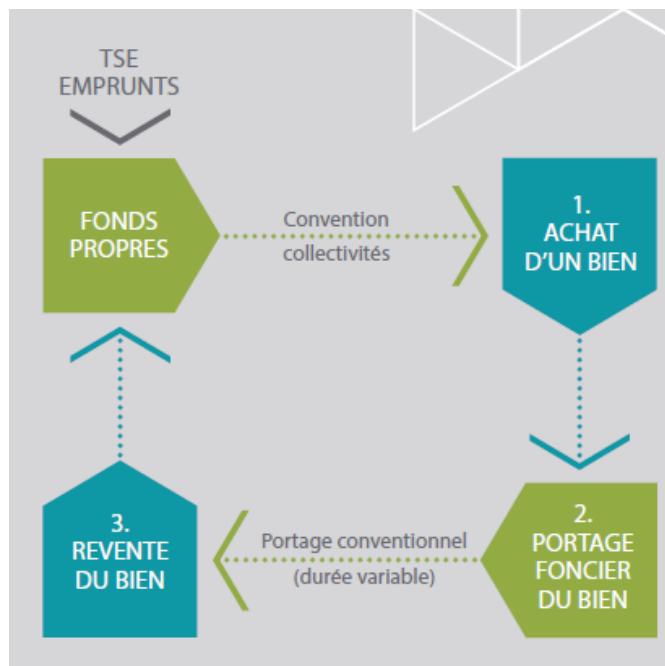 TSE
EMPRUNTS
FONDS
PROPRES
Convention
collectivités
1.
ACHAT
D'UN BIEN
2.
PORTAGE
FONCIER
DU BIEN
Portage conventionnel
(durée variable)
3.
REVENTE
DU BIEN